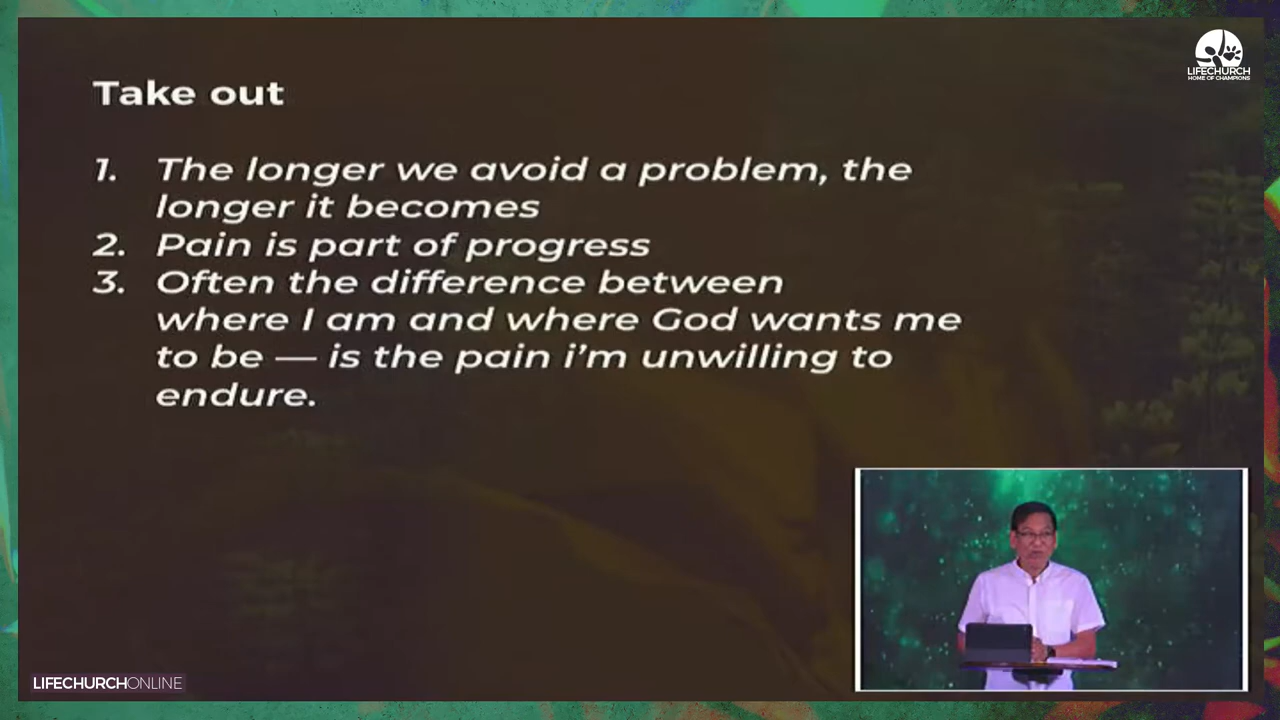 LIFECHURCH
HOME OF CHAMPIONS
Take out
1. The longer we avoid a problem, the
longer it becomes
2. Pain is part of progress
3. Often the difference between
where I am and where God wants me
to be — is the pain i’m unwilling to
endure.
LIFECHURCHONLINE